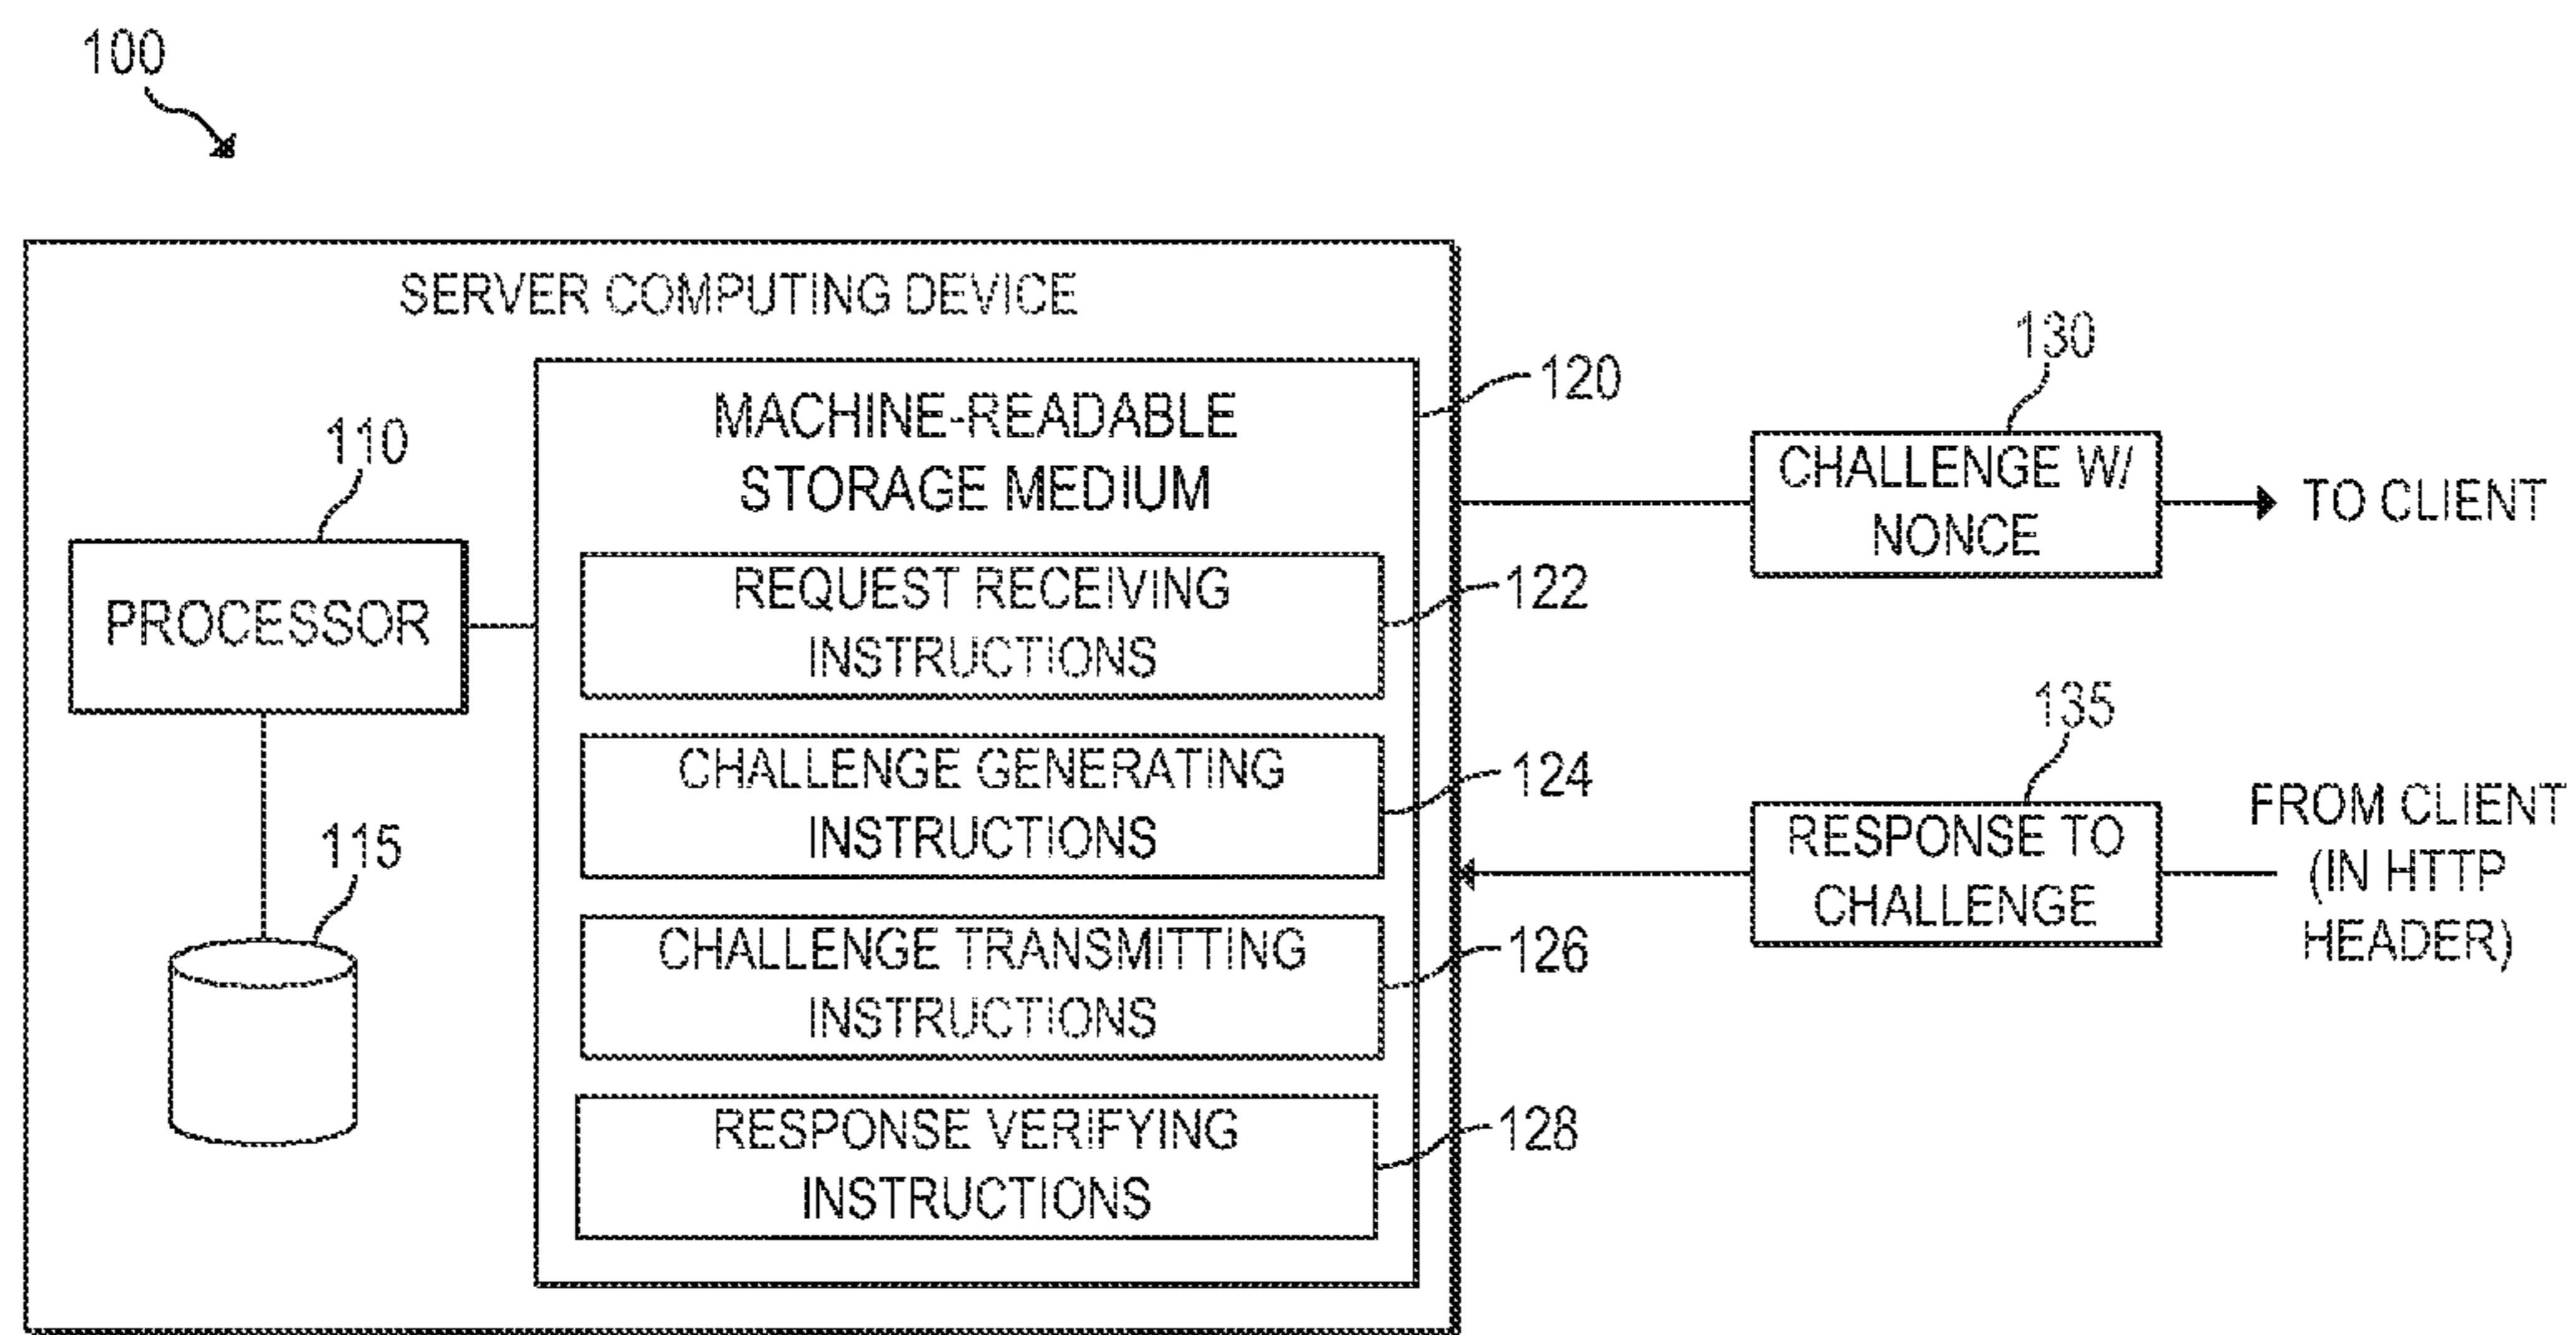 100
SERVER COMPUTING DEVICE
110
PROCESSOR
115
MACHINE-READABLE
STORAGE MEDIUM
120
REQUEST RECEIVING
INSTRUCTIONS
122
CHALLENGE GENERATING
INSTRUCTIONS
124
CHALLENGE TRANSMITTING
INSTRUCTIONS
126
RESPONSE VERIFYING
INSTRUCTIONS
128
130
CHALLENGE W/
NONCE
TO CLIENT
135
RESPONSE TO
CHALLENGE
FROM CLIENT
(IN HTTP
HEADER)